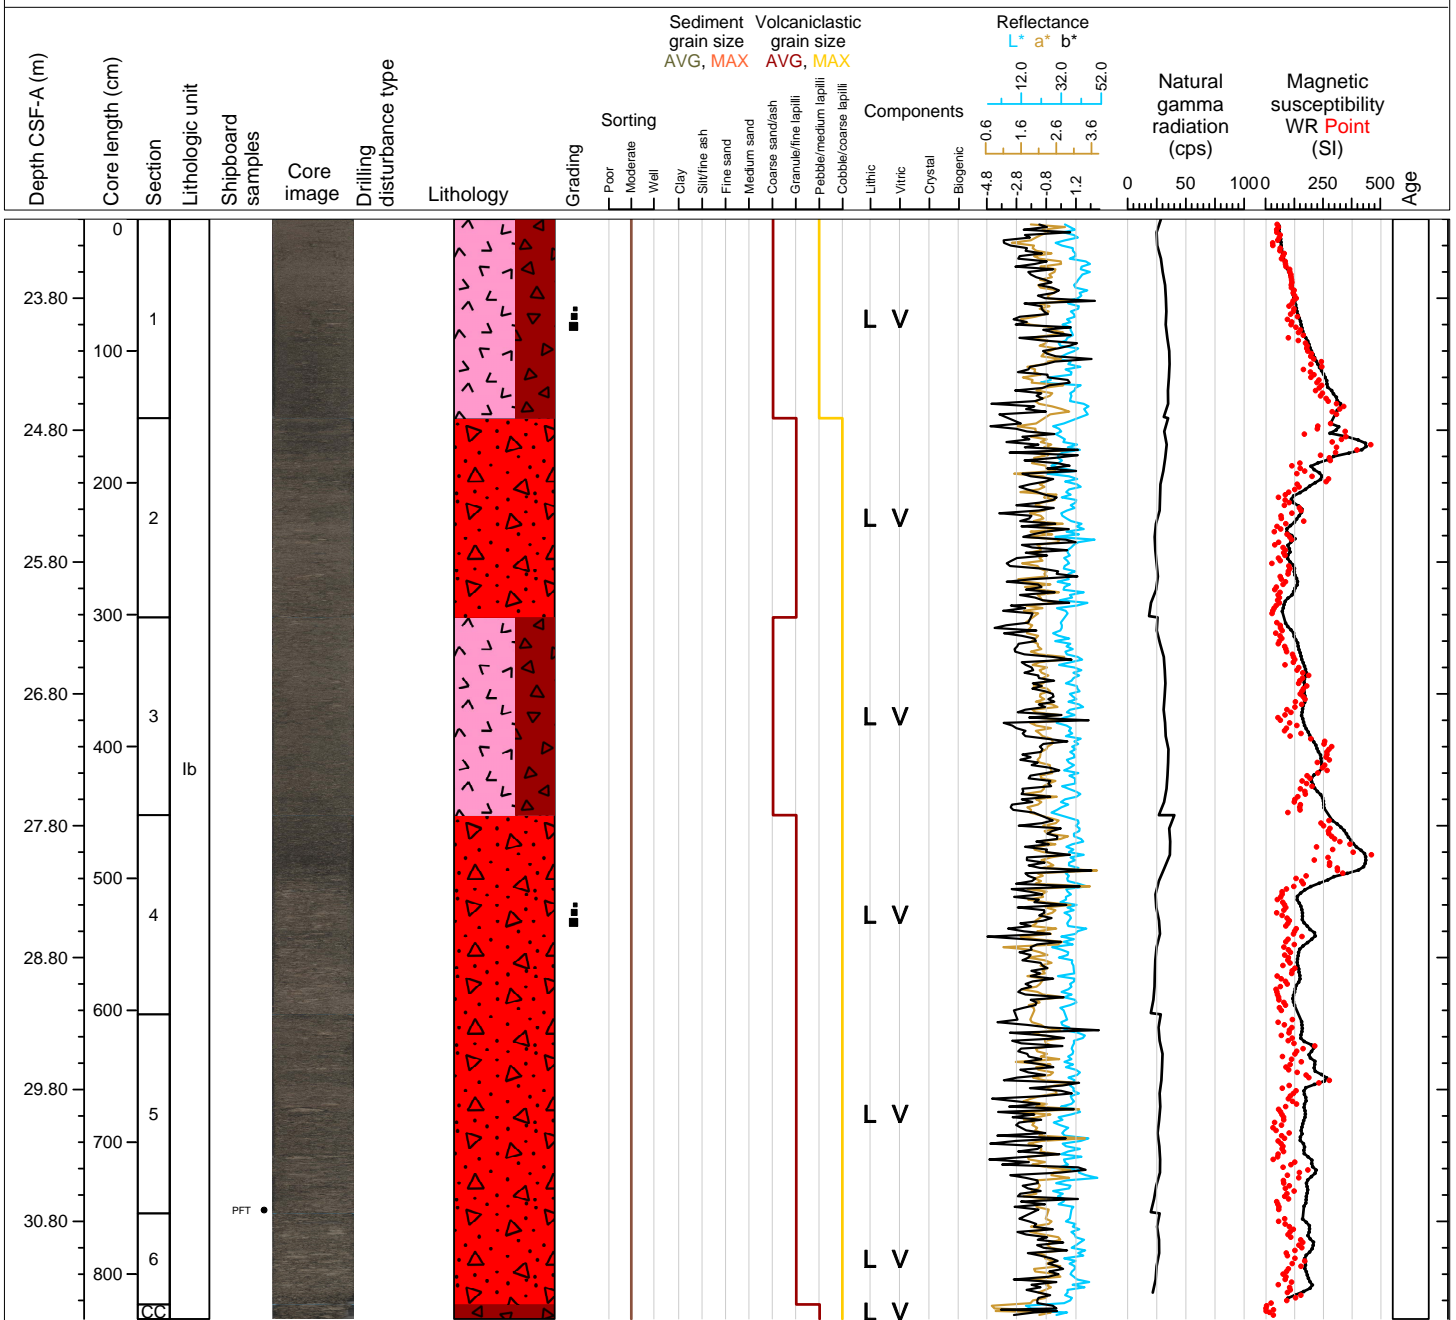 Depth CSF-A (m)
Core length (cm)
Section
Lithologic unit
Shipboard
samples
Core
image
Drilling
disturbance type
Lithology
Grading
Sorting
Poor
Moderate
Well
Sediment
grain size
AVG, MAX
Volcaniclastic
grain size
AVG, MAX
Clay
Silt/fine ash
Fine sand
Medium sand
Coarse sand/ash
Granule/fine lapilli
Pebble/medium lapilli
Cobble/coarse lapilli
Components
Lithic
Vitric
Crystal
Biogenic
Reflectance
L* a* b*
12.0 32.0 52.0
0.6 1.6 2.6 3.6
-4.8 -2.8 -0.8 1.2
Natural
gamma
radiation
(cps)
0 50 100
Magnetic
susceptibility
WR Point
(SI)
0 0 250 500
Age
0
23.80
1
L V
100
24.80
200
2
L V
25.80
300
26.80
3
L V
400
Ib
27.80
500
4
L V
28.80
600
29.80
5
L V
700
PFT
30.80
6
L V
800
CC
L V